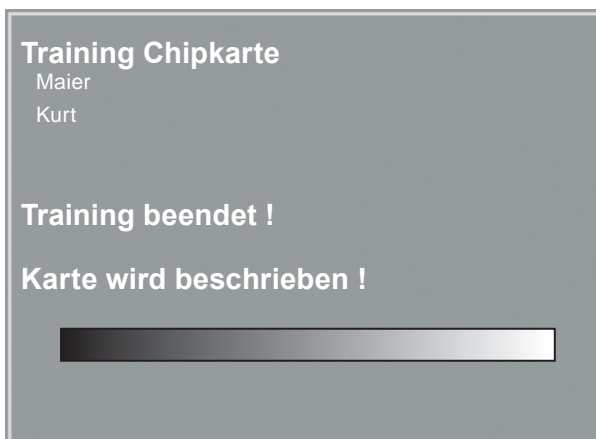 Training Chipkarte
Maier
Kurt
Training beendet !
Karte wird beschrieben !